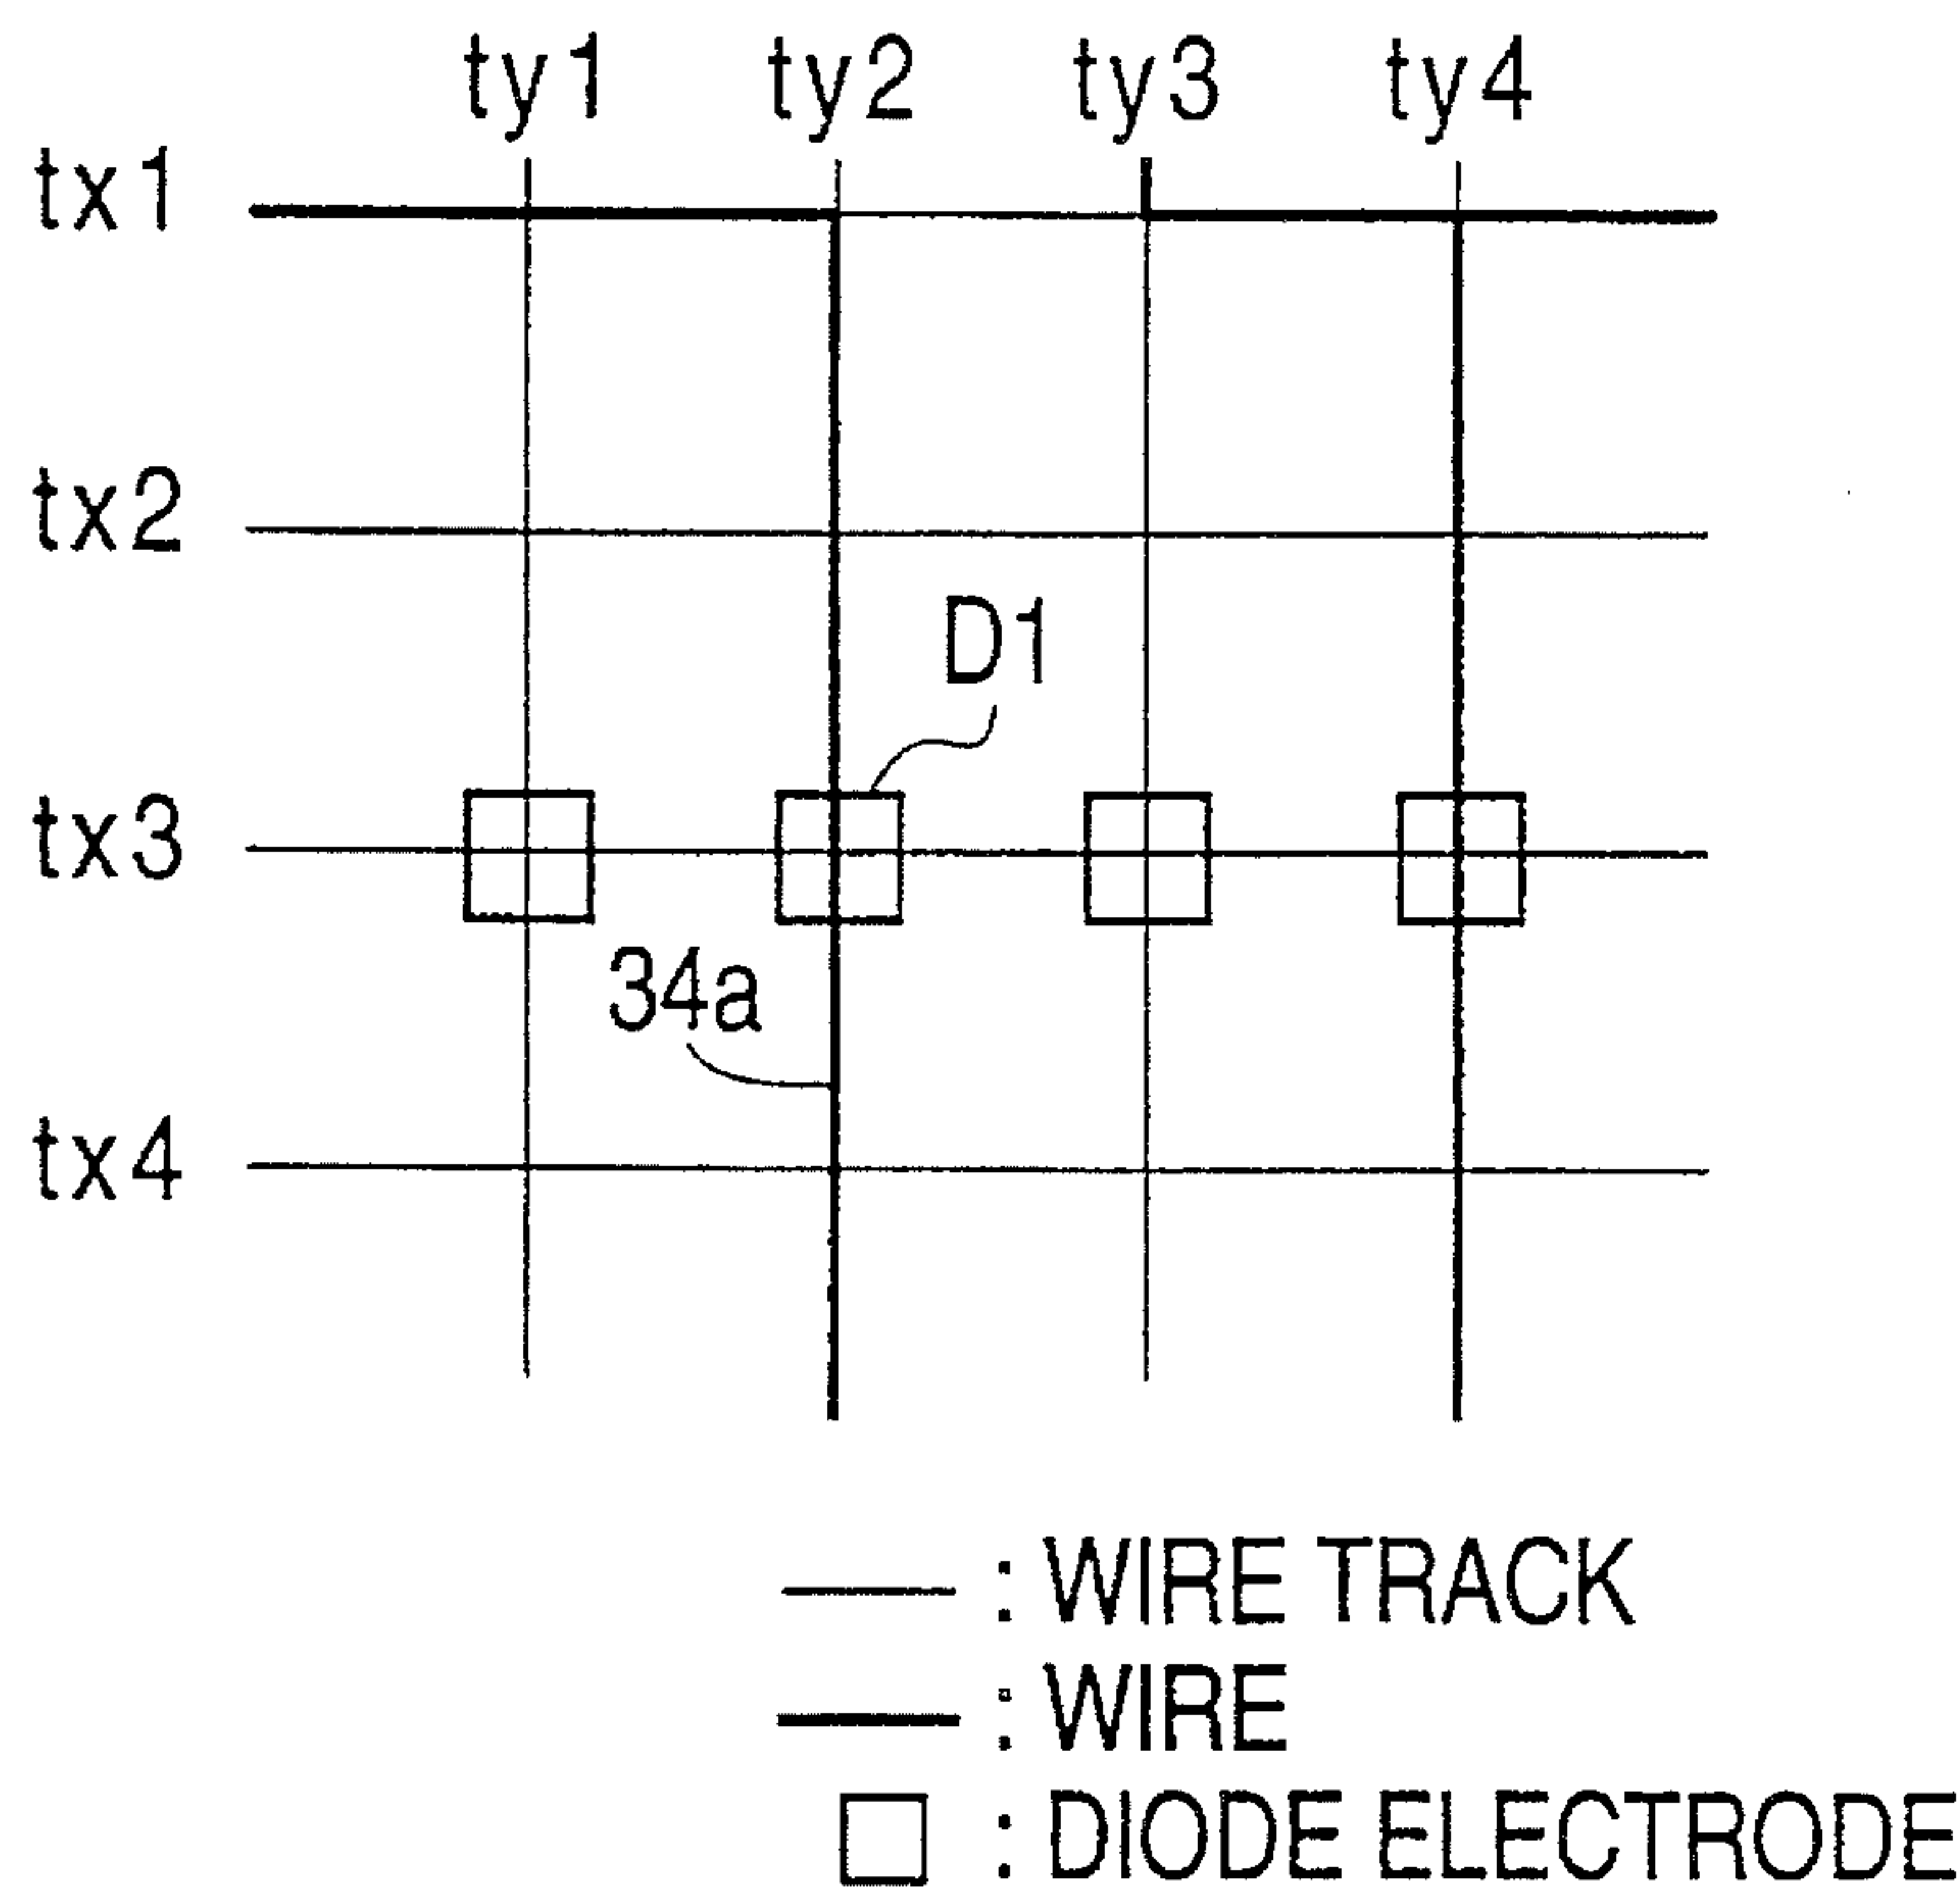 ty1 ty2 ty3 ty4
tx1
tx2
D1
tx3
34a
tx4
: WIRE TRACK
: WIRE
: DIODE ELECTRODE